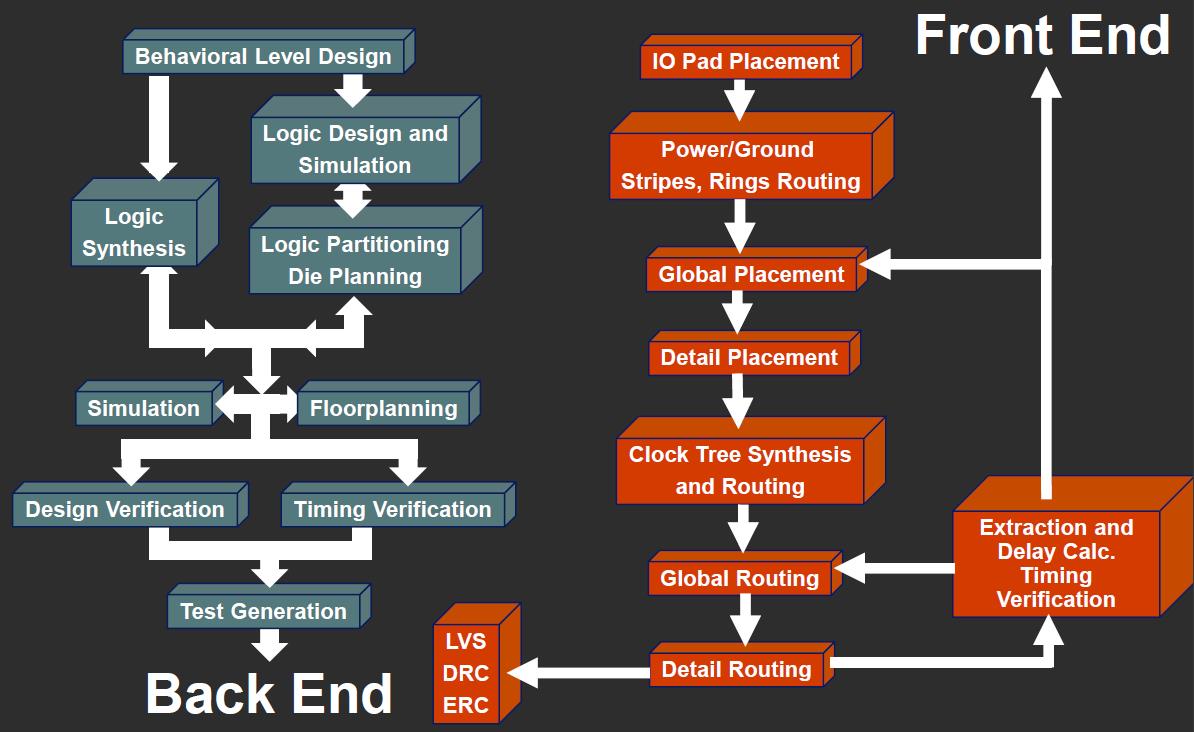 Behavioral Level Design
Logic Design and
Simulation
Logic
Synthesis
Logic Partitioning
Die Planning
Simulation
Floorplanning
Design Verification
Timing Verification
Test Generation
Back End
IO Pad Placement
Power/Ground
Stripes, Rings Routing
Global Placement
Detail Placement
Clock Tree Synthesis
and Routing
Global Routing
Detail Routing
LVS
DRC
ERC
Front End
Extraction and
Delay Calc.
Timing
Verification